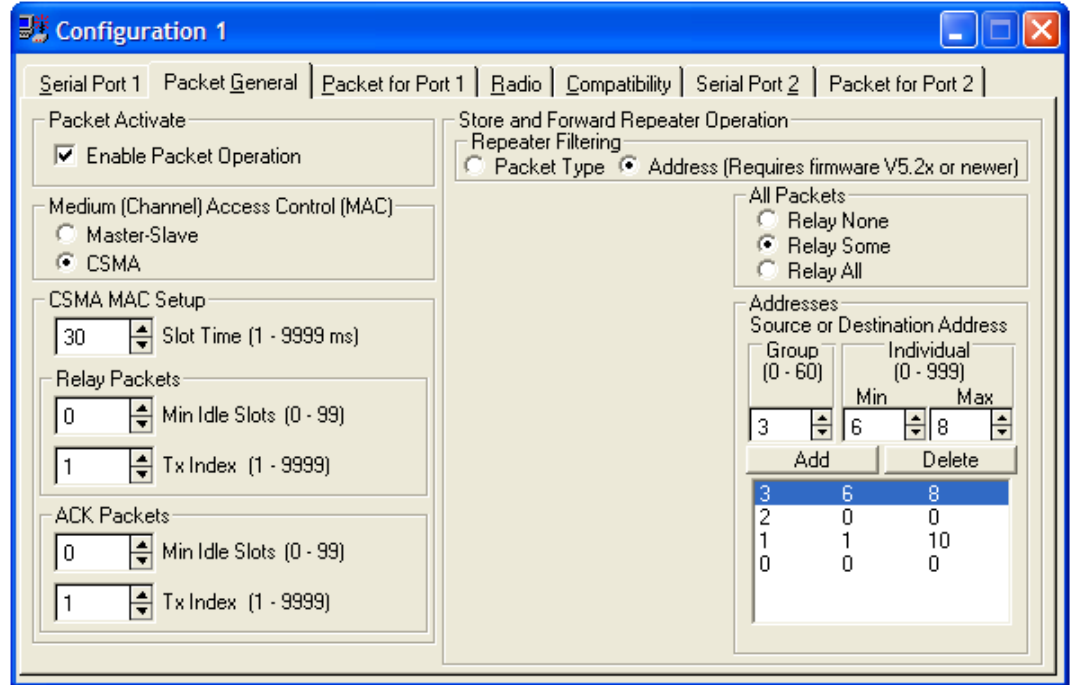 Configuration 1
Serial Port 1 Packet General Packet for Port 1 Radio Compatibility Serial Port 2 Packet for Port 2
Packet Activate
Enable Packet Operation
Medium (Channel) Access Control (MAC)
Master-Slave
CSMA
CSMA MAC Setup
30 Slot Time (1 - 9999 ms)
Relay Packets
0 Min Idle Slots (0 - 99)
1 Tx Index (1 - 9999)
ACK Packets
0 Min Idle Slots (0 - 99)
1 Tx Index (1 - 9999)
Store and Forward Repeater Operation
Repeater Filtering
Packet Type Address (Requires firmware V5.2x or newer)
All Packets
Relay None
Relay Some
Relay All
Addresses
Source or Destination Address
Group Individual
(0 - 60) (0 - 999)
Min Max
3 6 8
Add Delete
3 6 8
2 0 0
1 1 10
0 0 0